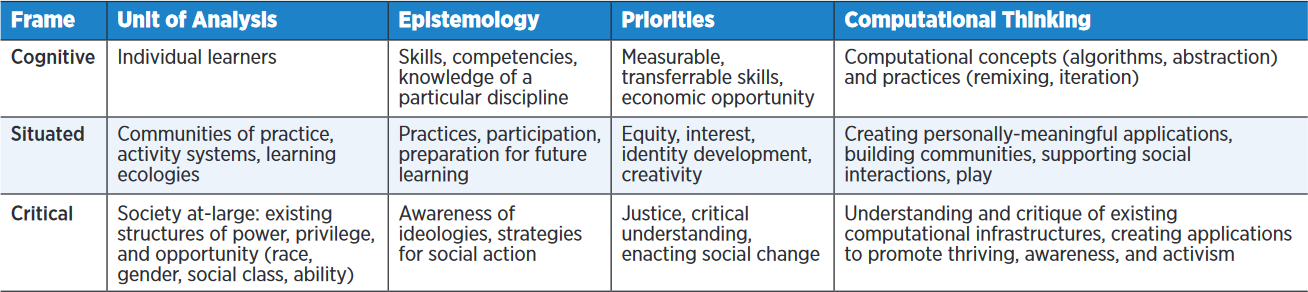 Frame Unit of Analysis Epistemology Priorities Computational Thinking
Cognitive Individual learners Skills, competencies, Measurable, Computational concepts (algorithms, abstraction)
knowledge of a transferrable skills, and practices (remixing, iteration)
particular discipline economic opportunity
Situated Communities of practice, Practices, participation, Equity, interest, Creating personally-meaningful applications,
activity systems, learning preparation for future identity development, building communities, supporting social
ecologies learning creativity interactions, play
Critical Society at-large: existing Awareness of Justice, critical Understanding and critique of existing
structures of power, privilege, ideologies, strategies understanding, computational infrastructures, creating applications
and opportunity (race, for social action enacting social change to promote thriving, awareness, and activism
gender, social class, ability)